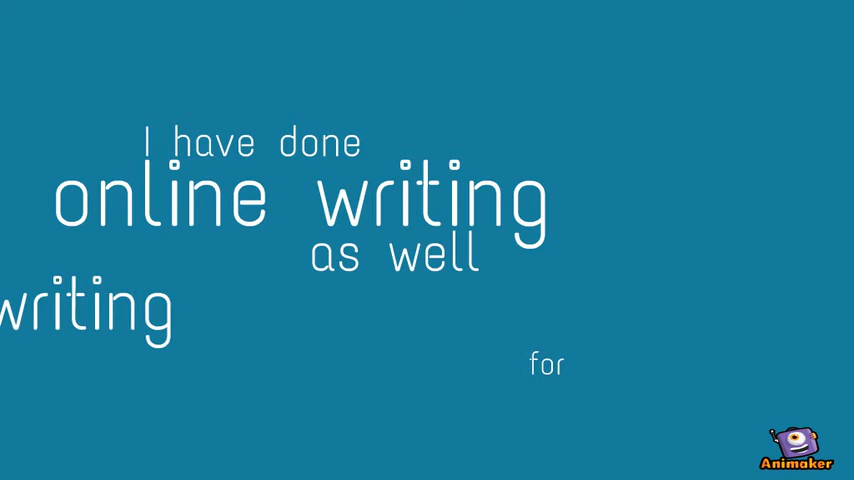 I have done
online writing
as well
writing
for
Animaker